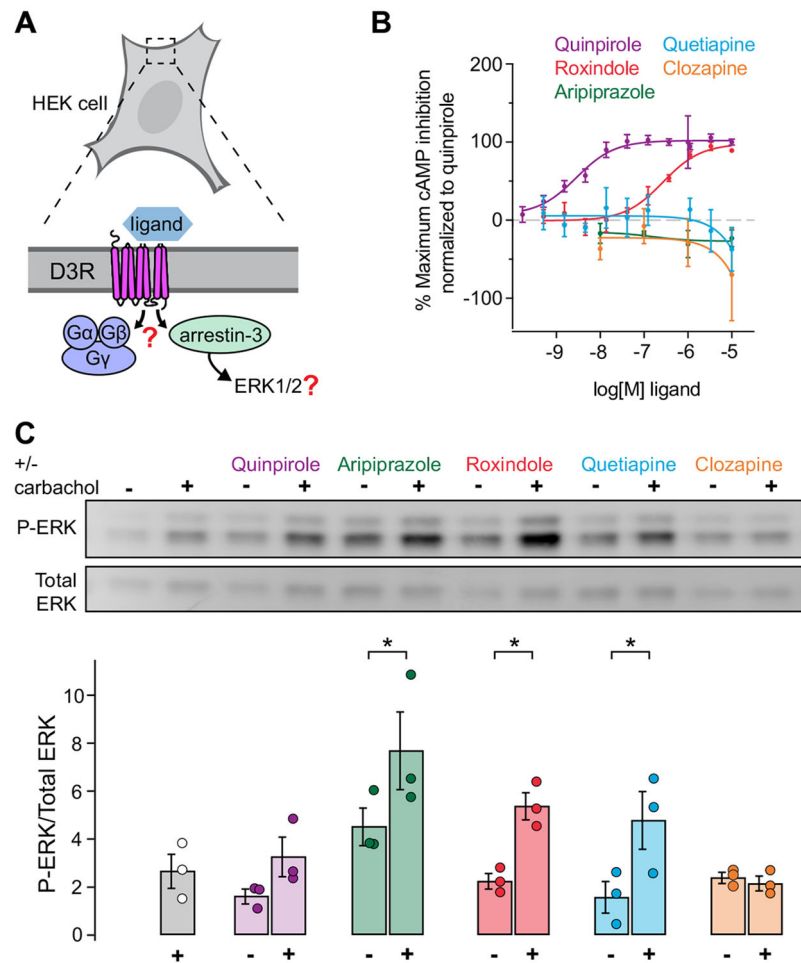 A
HEK cell
ligand
D3R
Gα Gβ
Gγ
?
arrestin-3
ERK1/2?
B
Quinpirole Quetiapine
Roxindole Clozapine
Aripiprazole
% Maximum cAMP inhibition
normalized to quinpirole
200
100
0
-100
-9 -8 -7 -6 -5
log[M] ligand
C
+/-
carbachol
Quinpirole Aripiprazole Roxindole Quetiapine Clozapine
- + - + - + - + - + - +
P-ERK
Total
ERK
* * *
P-ERK/Total ERK
10
8
6
4
2
0
+ - + - + - + - + - +